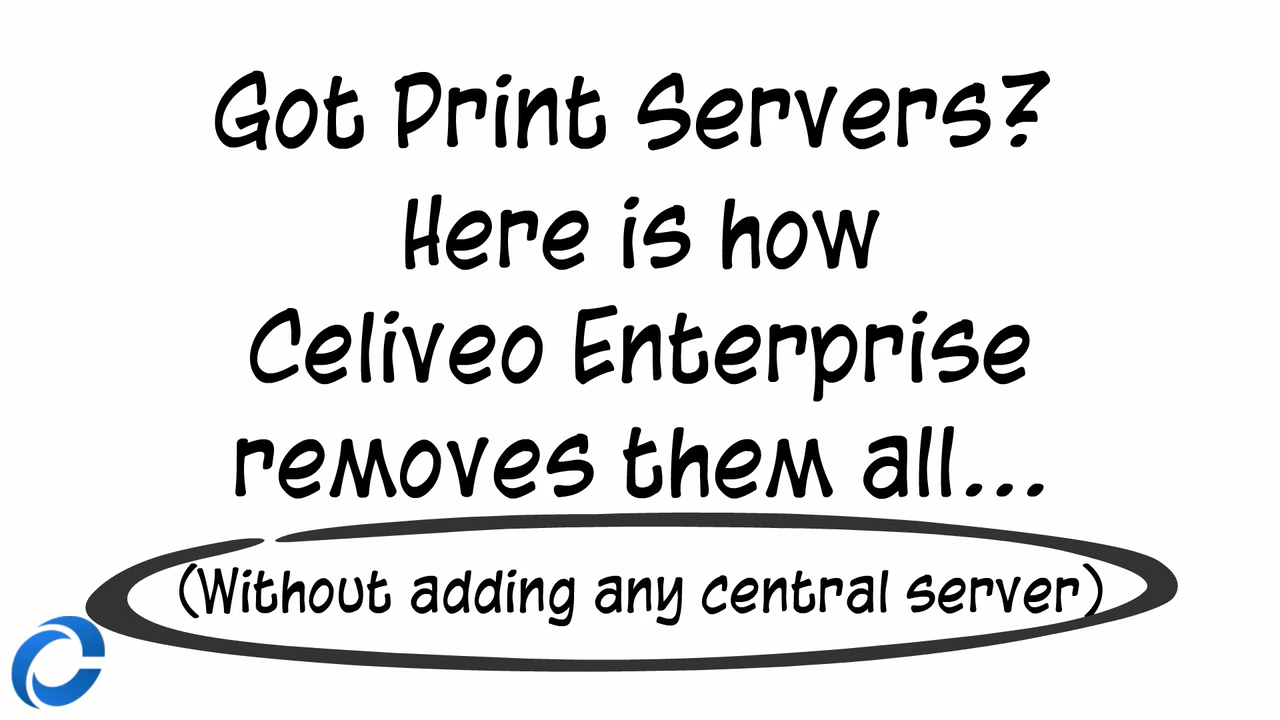 Got Print Servers?
Here is how
Celiveo Enterprise
removes them all...
(Without adding any central server)